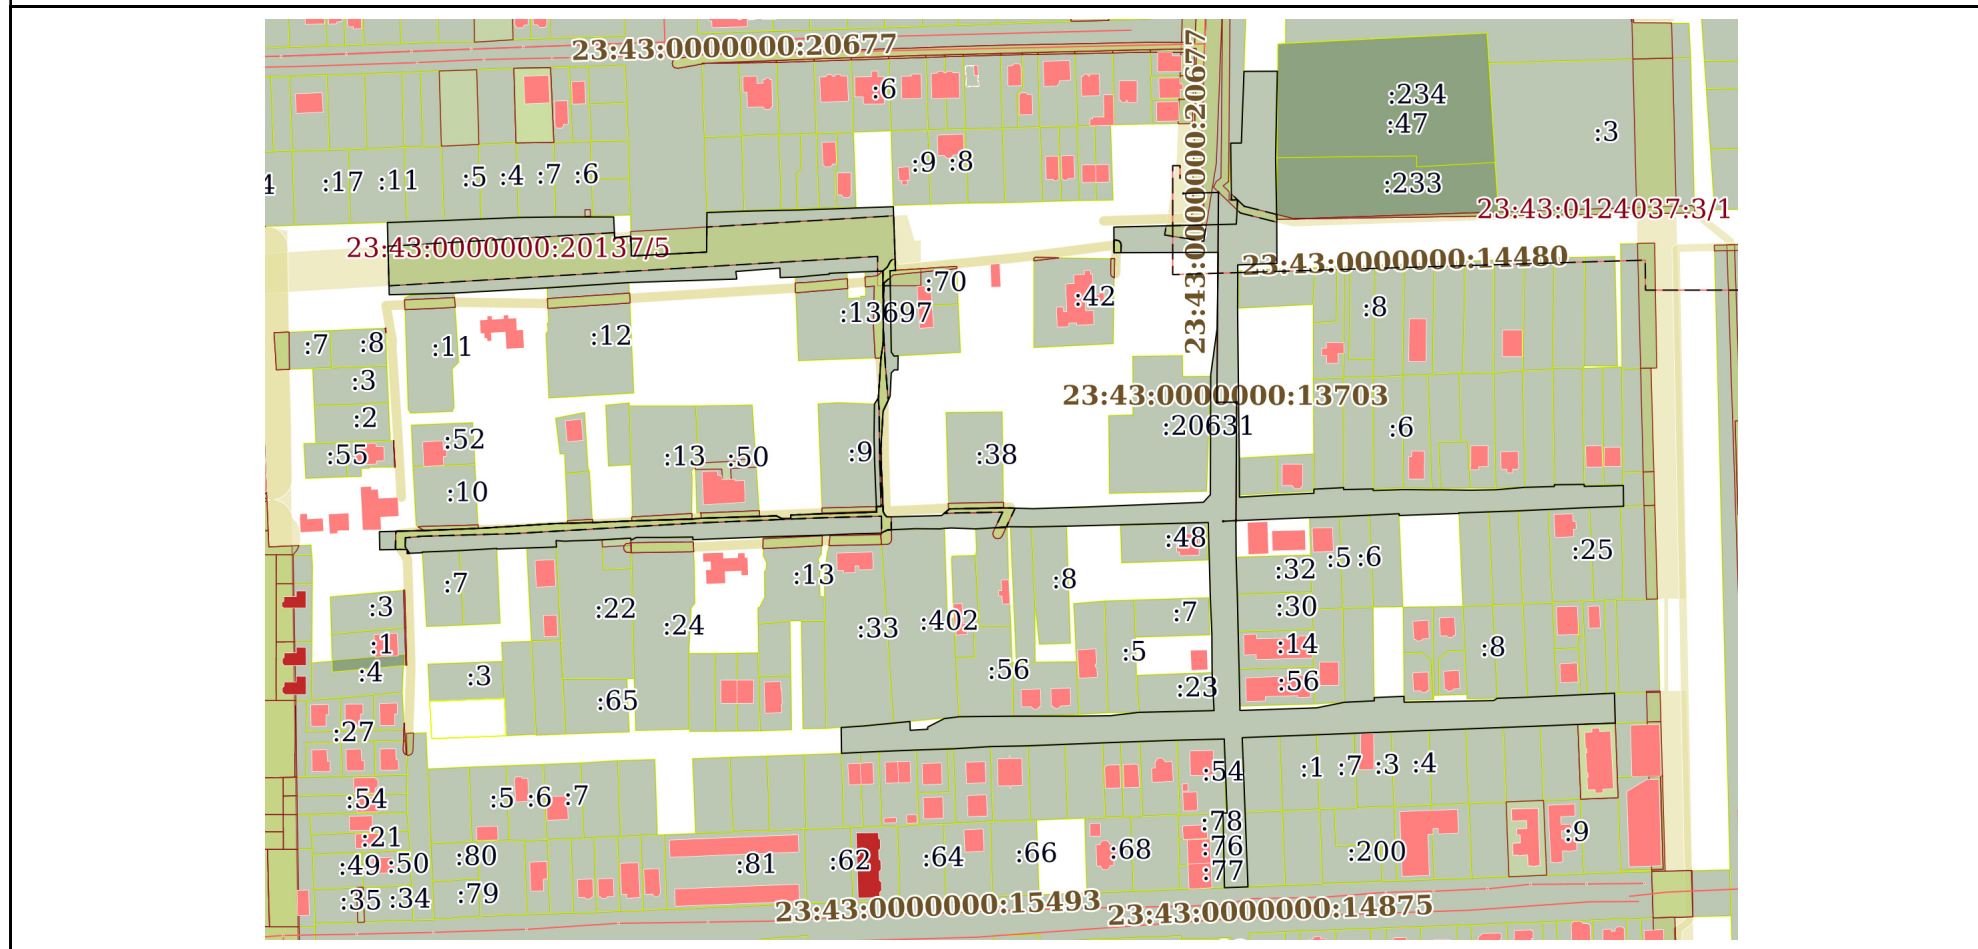 23:43:0000000:20677
23:43:0000000:20677
:6
:234
:47
:3
:9 :8
4 :17 :11 :5 :4 :7 :6
:233
23:43:0124037:3/1
23:43:0000000:20137/5
23:43:0000000:14480
:70
:42
:13697
:8
:7 :8 :11 :12
:3
23:43:0000000:13703
:2
:20631
:6
:52
:55
:13 :50 :9 :38
:10
:48
:5 :6 :25
:32
:7 :13 :8
:3 :22 :30
:7
:24 :33 :402
:1 :14 :8
:5
:4 :3 :56 :23 :56
:65
:27
:54 :1 :7 :3 :4
:54 :5 :6 :7
:78
:21 :9
:76
:49 :50 :80 :81 :62 :64 :66 :68 :200
:77
:35 :34 :79
23:43:0000000:15493 23:43:0000000:14875